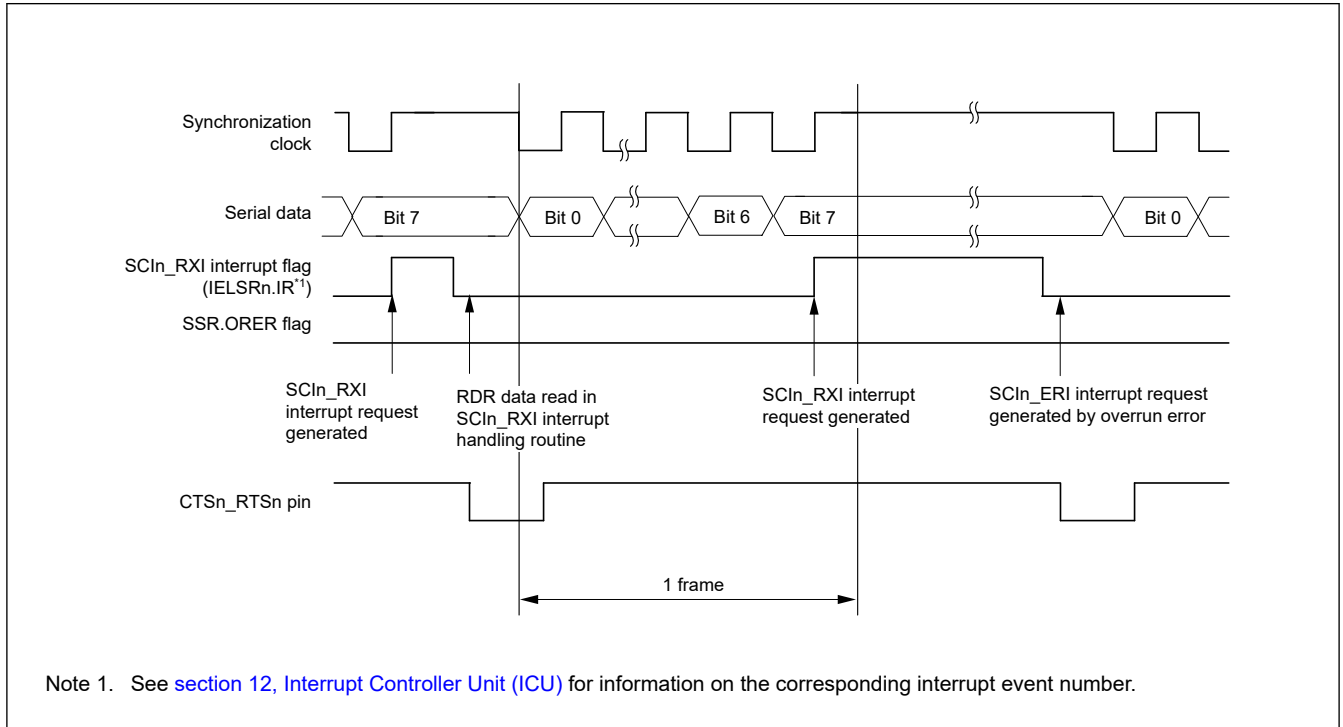 Synchronization
clock
Serial data
Bit 7
Bit 0
Bit 6
Bit 7
Bit 0
SCIn_RXI interrupt flag
(IELSRn.IR*1)
SSR.ORER flag
SCIn_RXI
interrupt request
generated
RDR data read in
SCIn_RXI interrupt
handling routine
SCIn_RXI interrupt
request generated
SCIn_ERI interrupt request
generated by overrun error
CTSn_RTSn pin
1 frame
Note 1. See section 12, Interrupt Controller Unit (ICU) for information on the corresponding interrupt event number.